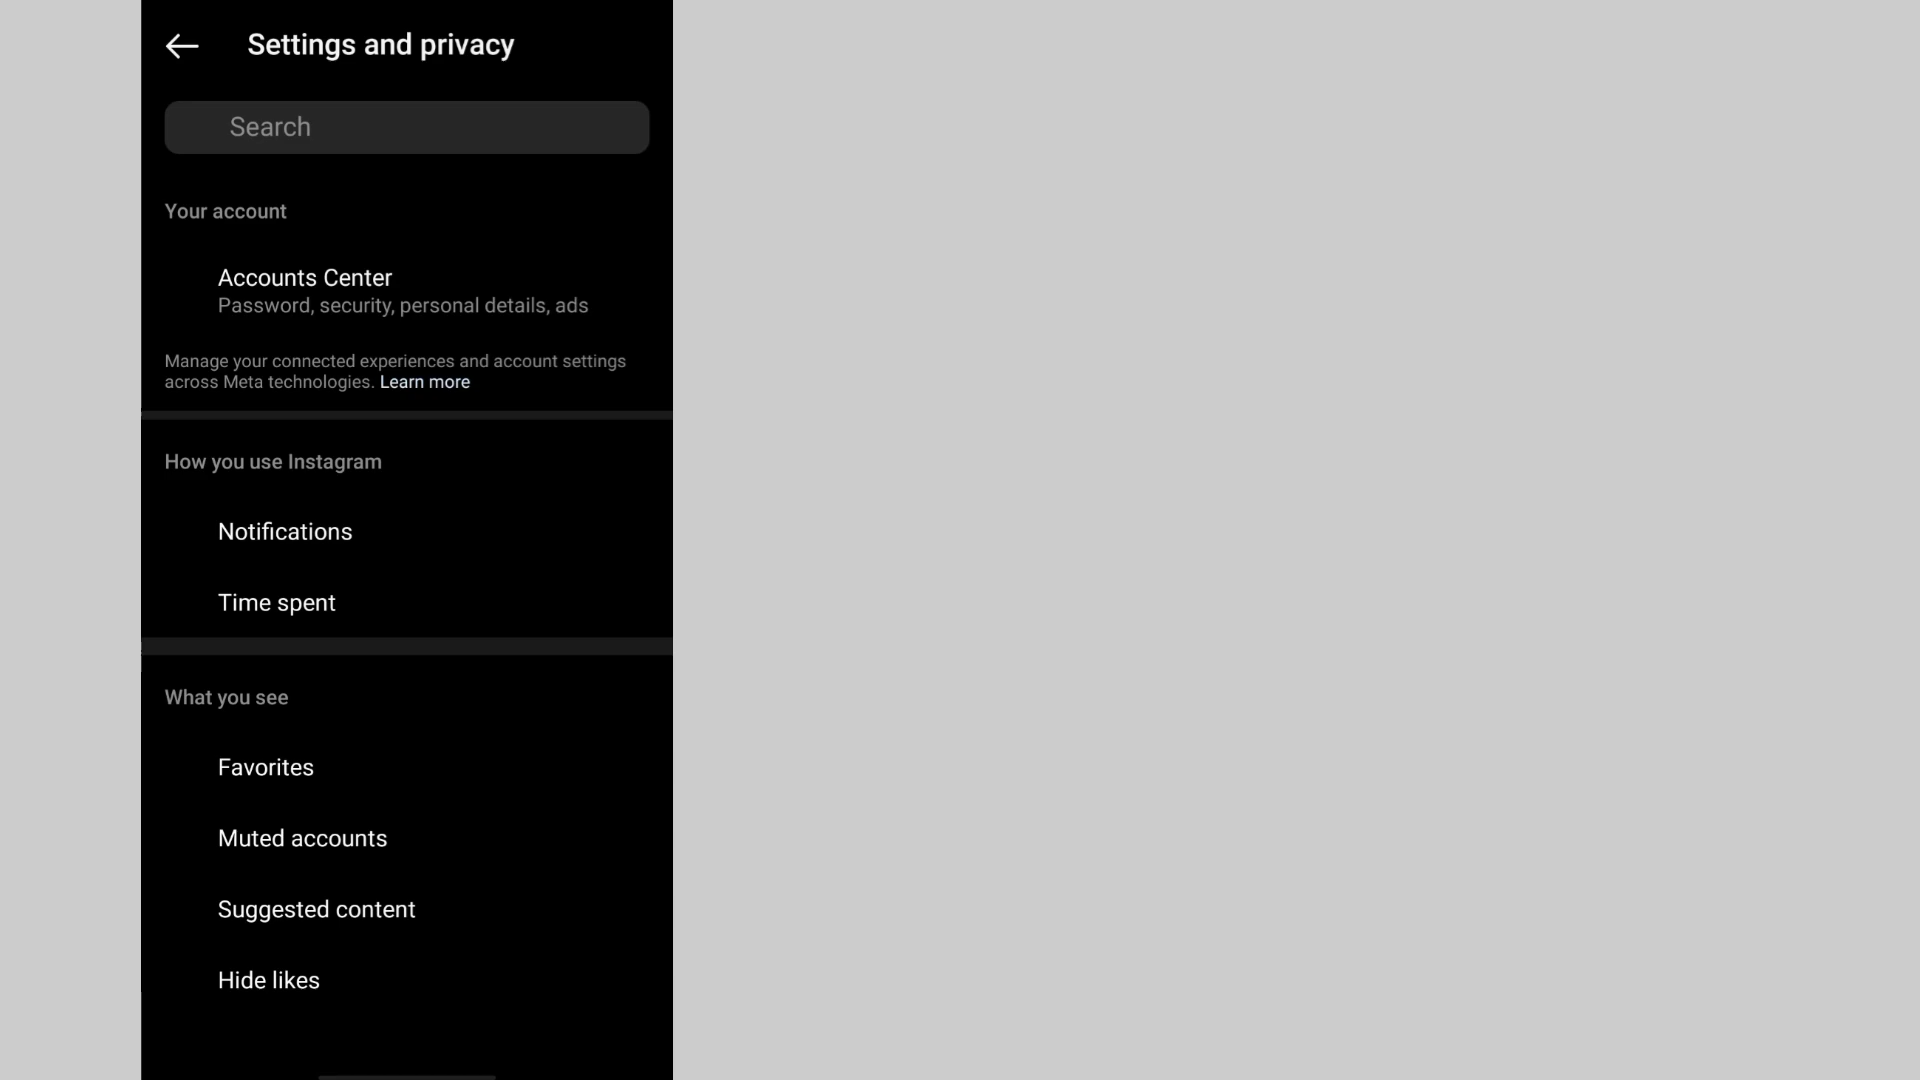 Settings and privacy
Search
Your account
Accounts Center
Password, security, personal details, ads
Manage your connected experiences and account settings
across Meta technologies. Learn more
How you use Instagram
Notifications
Time spent
What you see
Favorites
Muted accounts
Suggested content
Hide likes